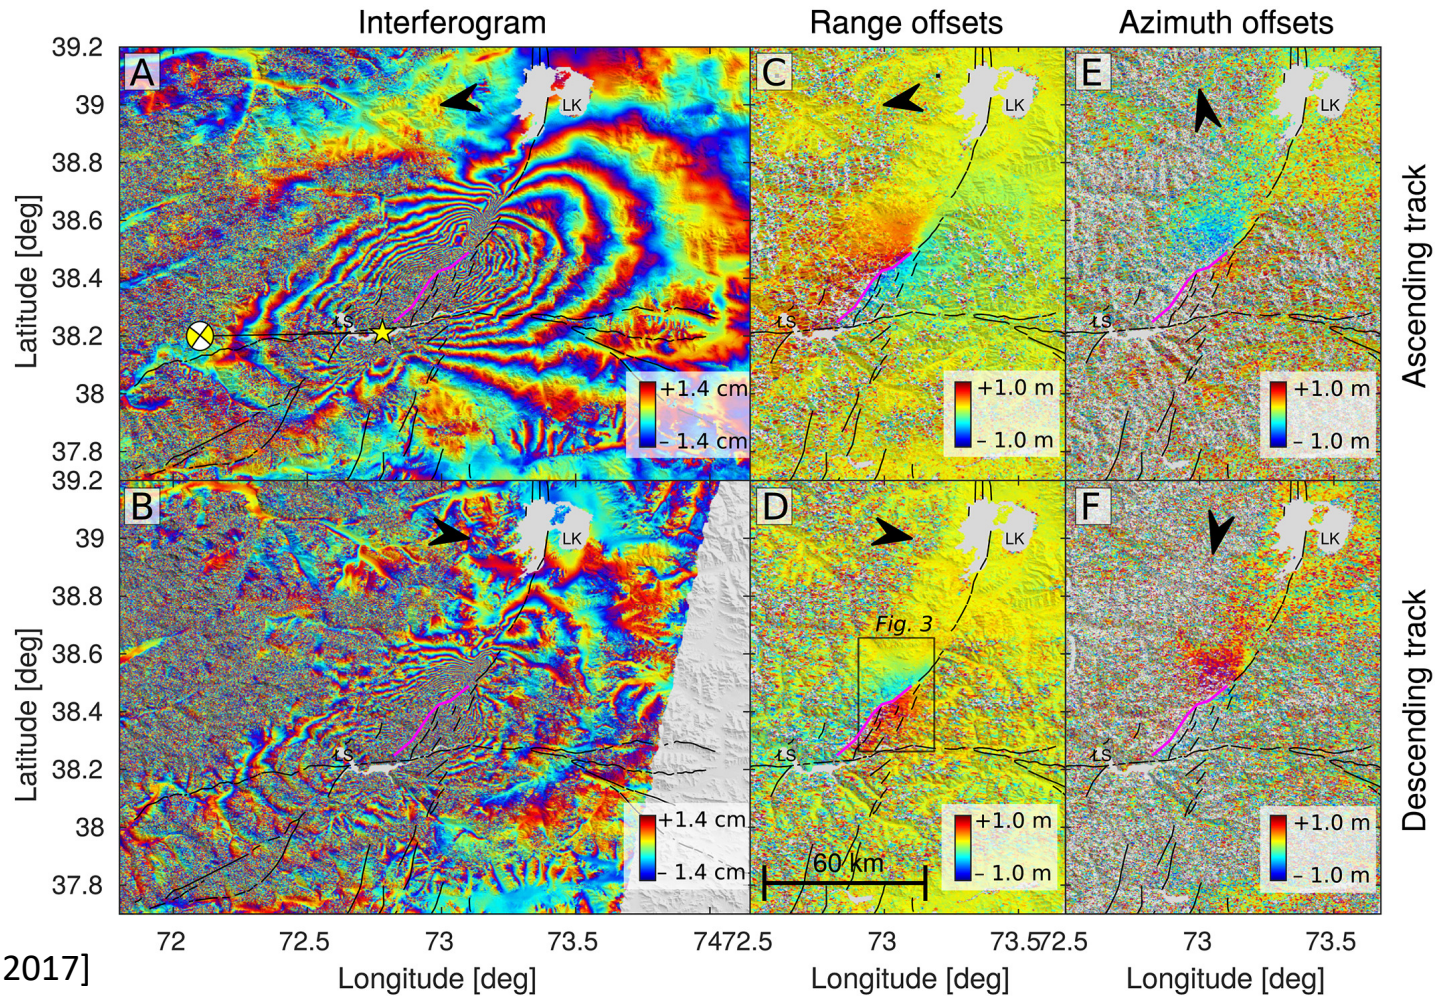 Interferogram
Range offsets
Azimuth offsets
39.2
39
38.8
38.6
38.4
38.2
38
37.8
Latitude [deg]
A
LK
LS
+1.4 cm
– 1.4 cm
C
LK
LS
+1.0 m
– 1.0 m
E
LK
LS
+1.0 m
– 1.0 m
Ascending track
39.2
39
38.8
38.6
38.4
38.2
38
37.8
Latitude [deg]
B
LK
LS
+1.4 cm
– 1.4 cm
D
LK
Fig. 3
LS
+1.0 m
– 1.0 m
60 km
F
LK
LS
+1.0 m
– 1.0 m
Descending track
72 72.5 73 73.5 74
72.5 73 73.5
72.5 73 73.5
Longitude [deg]
Longitude [deg]
Longitude [deg]
2017]